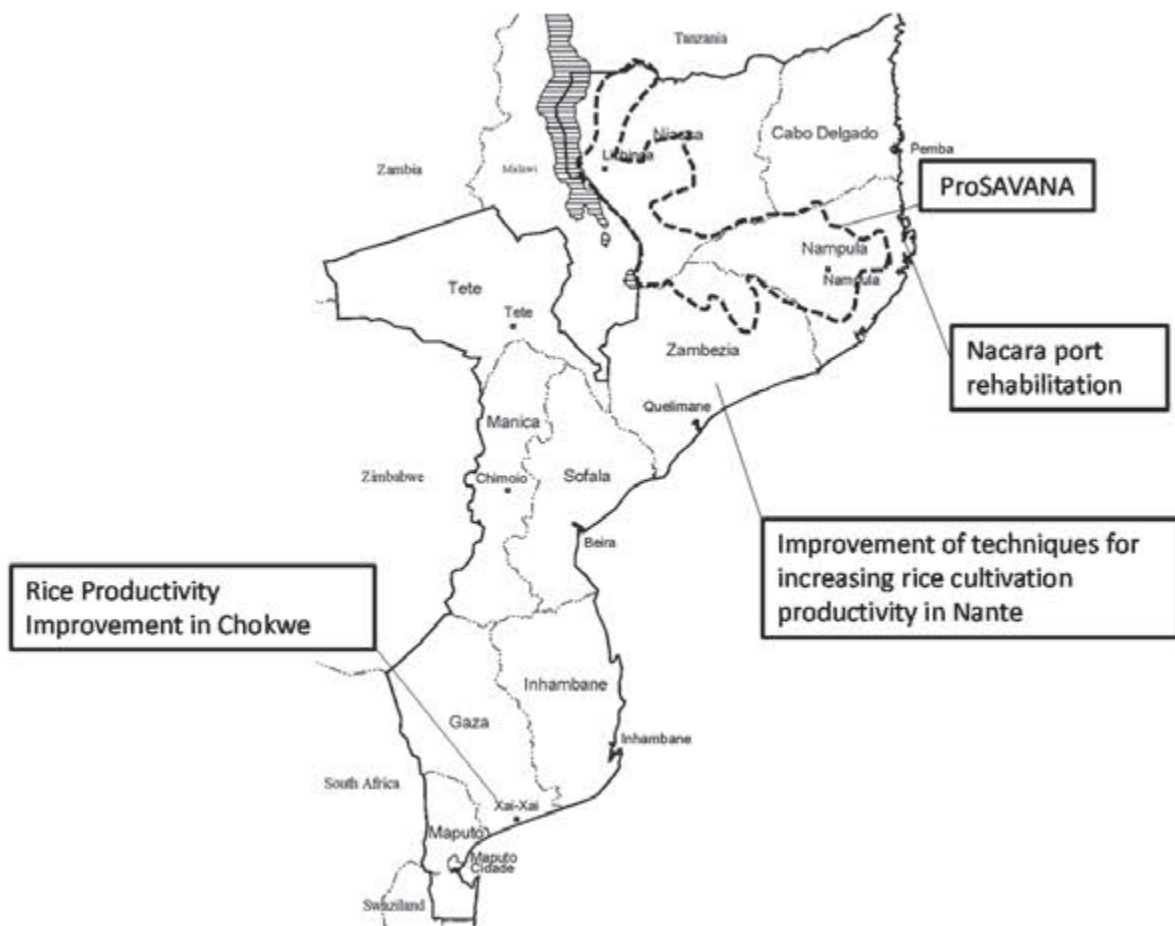 Tanzania
Niassa
Cabo Delgado
Lichinga
Pemba
Zambia
Malawi
ProSAVANA
Nampula
Nampula
Tete
Tete
Nacara port
rehabilitation
Zambezia
Quelimane
Manica
Zimbabwe
Chimoio
Sofala
Beira
Improvement of techniques for
increasing rice cultivation
productivity in Nante
Rice Productivity
Improvement in Chokwe
Inhambane
Gaza
Inhambane
South Africa
Xai-Xai
Maputo
Maputo
Cidade
Swaziland